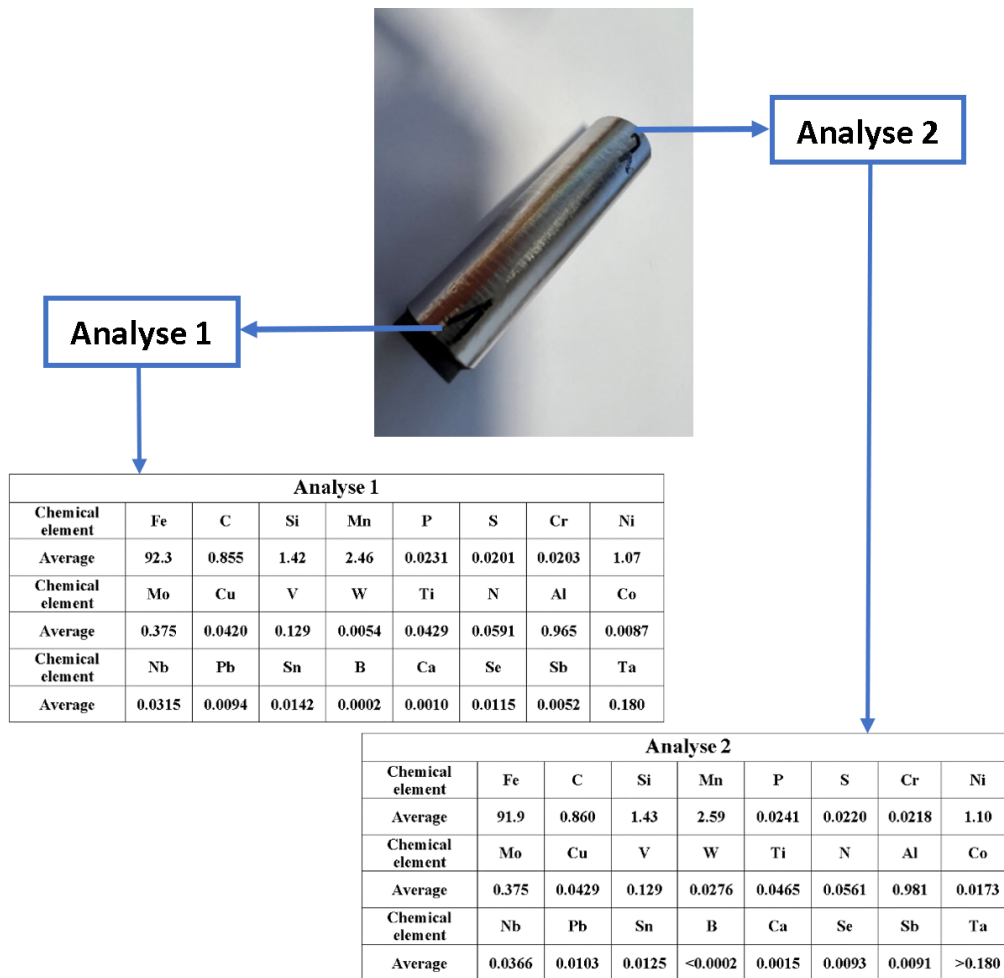 Analyse 2
Analyse 1
Analyse 1
Chemical element Fe C Si Mn P S Cr Ni
Average 92.3 0.855 1.42 2.46 0.0231 0.0201 0.0203 1.07
Chemical element Mo Cu V W Ti N Al Co
Average 0.375 0.0420 0.129 0.0054 0.0429 0.0591 0.965 0.0087
Chemical element Nb Pb Sn B Ca Se Sb Ta
Average 0.0315 0.0094 0.0142 0.0002 0.0010 0.0115 0.0052 0.180
Analyse 2
Chemical element Fe C Si Mn P S Cr Ni
Average 91.9 0.860 1.43 2.59 0.0241 0.0220 0.0218 1.10
Chemical element Mo Cu V W Ti N Al Co
Average 0.375 0.0429 0.129 0.0276 0.0465 0.0561 0.981 0.0173
Chemical element Nb Pb Sn B Ca Se Sb Ta
Average 0.0366 0.0103 0.0125 <0.0002 0.0015 0.0093 0.0091 >0.180